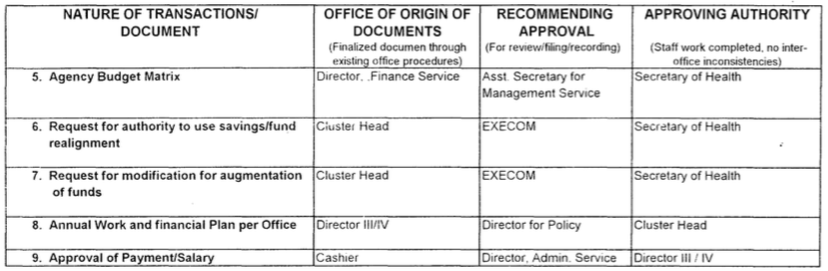 NATURE OF TRANSACTIONS/
DOCUMENT
OFFICE OF ORIGIN OF
DOCUMENTS
(Finalized documen through
existing office procedures)
RECOMMENDING
APPROVAL
(For review/filing/recording)
APPROVING AUTHORITY
(Staff work completed, no inter-
office inconsistencies)
5. Agency Budget Matrix
Director, .Finance Service
Asst. Secretary for
Management Service
Secretary of Health
6. Request for authority to use savings/fund
realignment
Cluster Head
EXECOM
Secretary of Health
7. Request for modification for augmentation
of funds
Cluster Head
EXECOM
Secretary of Health
8. Annual Work and financial Plan per Office
Director III/IV
Director for Policy
Cluster Head
9. Approval of Payment/Salary
Cashier
Director, Admin. Service
Director III / IV